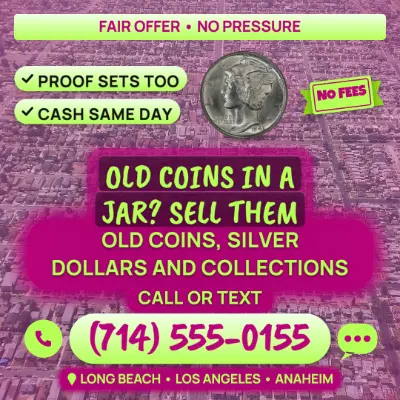 FAIR OFFER • NO PRESSURE
✓ PROOF SETS TOO
NO FEES
✓ CASH SAME DAY
OLD COINS IN A
JAR? SELL THEM
OLD COINS, SILVER
DOLLARS AND COLLECTIONS
CALL OR TEXT
(714) 555-0155
LONG BEACH • LOS ANGELES • ANAHEIM